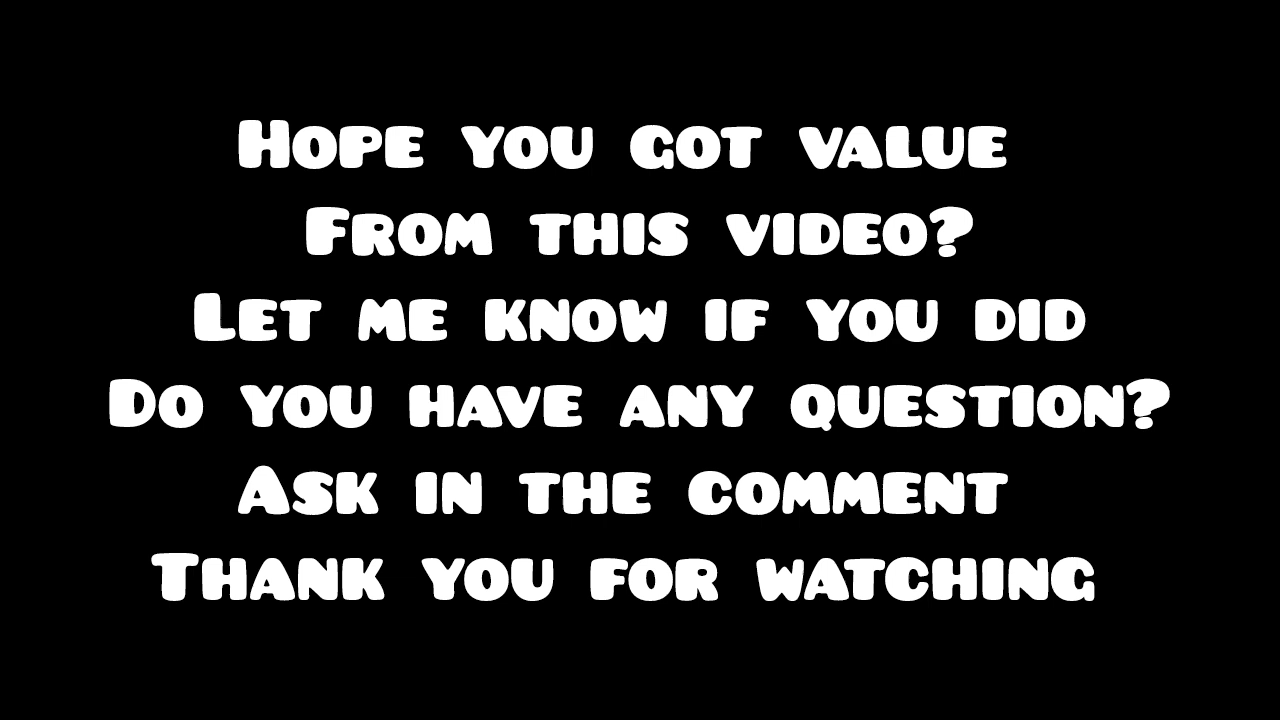 Hope you got value
From this video?
Let me know if you did
Do you have any question?
Ask in the comment
Thank you for watching